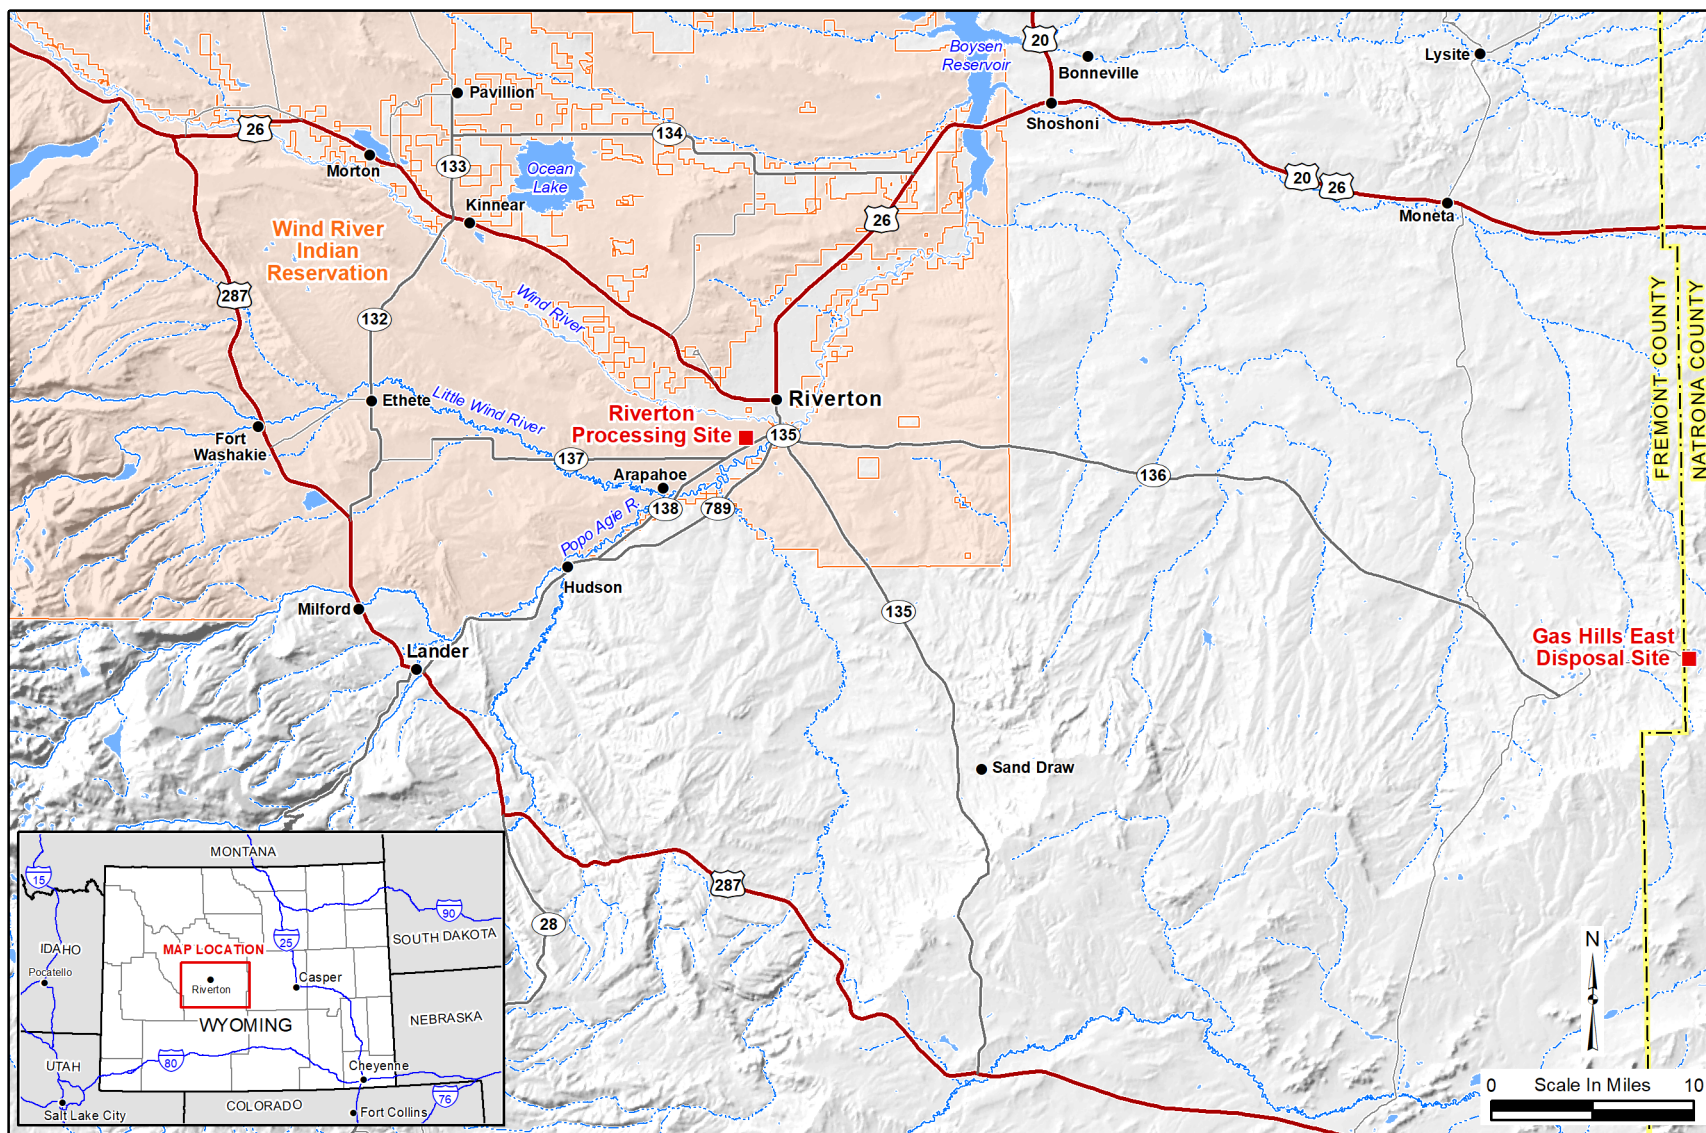 20
Boysen
Reservoir
Bonneville
Lysite
Pavillion
Shoshoni
26
134
Morton
133
Ocean
Lake
20
26
Kinnear
26
Moneta
Wind River
Indian
Reservation
287
Wind River
132
FREMONT COUNTY
NATRONA COUNTY
Ethete
Little Wind River
Riverton
Riverton
Processing Site
135
Fort
Washakie
137
Arapahoe
136
138
789
Popo Agie R.
Hudson
Milford
135
Lander
Gas Hills East
Disposal Site
Sand Draw
287
28
N
0 Scale In Miles 10
MONTANA
15
90
25
SOUTH DAKOTA
IDAHO
MAP LOCATION
Pocatello
Riverton
Casper
WYOMING
NEBRASKA
80
UTAH
Cheyenne
76
COLORADO
Salt Lake City
Fort Collins